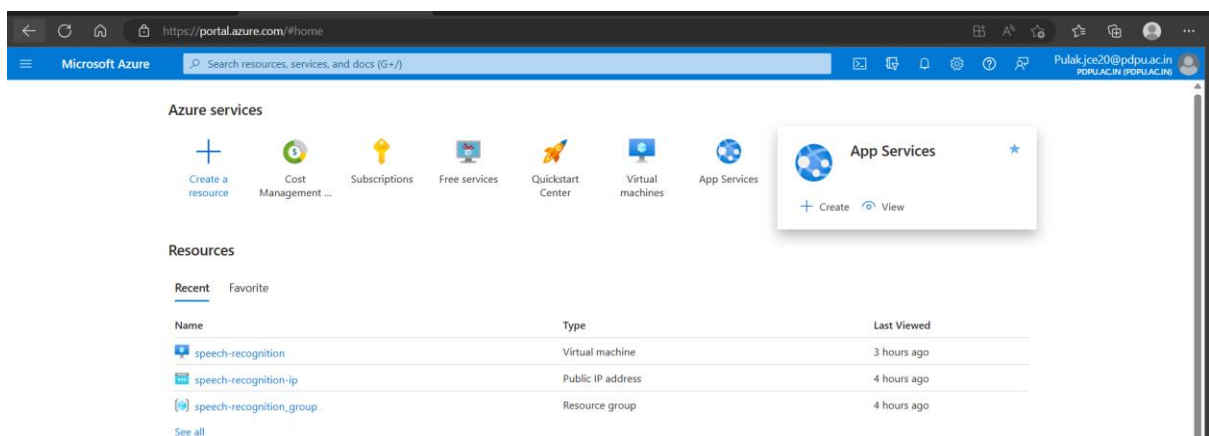 https://portal.azure.com/#home
Microsoft Azure
Search resources, services, and docs (G+/)
Pulak.jce20@pdpu.ac.in
PDPU.AC.IN (PDPU.AC.IN)
Azure services
Create a resource
Cost Management ...
Subscriptions
Free services
Quickstart Center
Virtual machines
App Services
App Services
Create
View
Resources
Recent Favorite
Name Type Last Viewed
speech-recognition Virtual machine 3 hours ago
speech-recognition-ip Public IP address 4 hours ago
speech-recognition_group Resource group 4 hours ago
See all